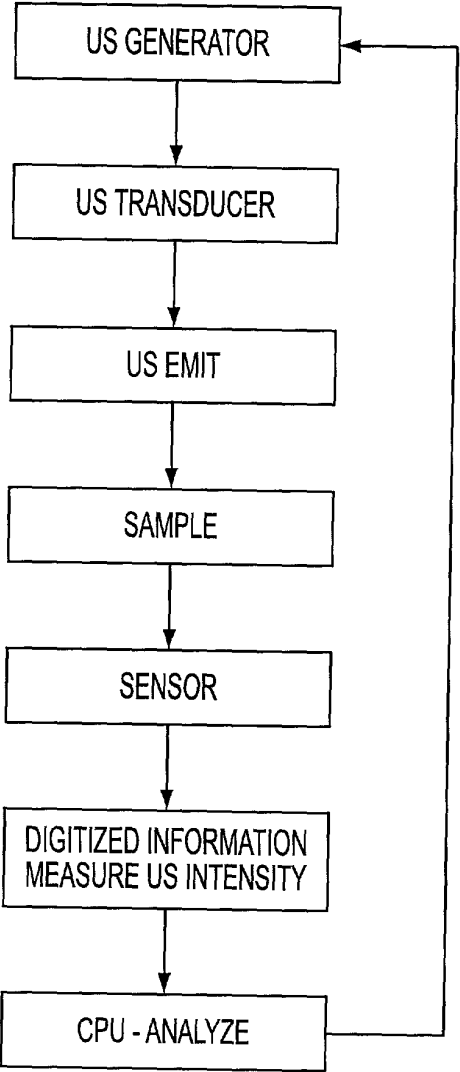 US GENERATOR
US TRANSDUCER
US EMIT
SAMPLE
SENSOR
DIGITIZED INFORMATION
MEASURE US INTENSITY
CPU - ANALYZE